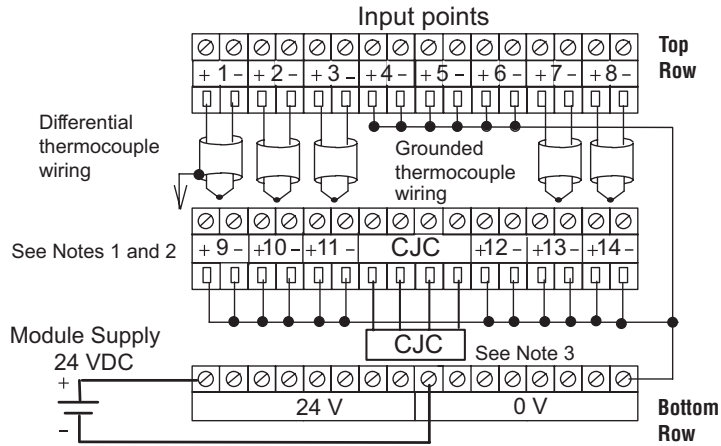 Input points
+ 1 – + 2 – + 3 – + 4 – + 5 – + 6 – + 7 – + 8 –
Top
Row
Differential
thermocouple
wiring
Grounded
thermocouple
wiring
See Notes 1 and 2
+ 9 – +10 – +11 – CJC +12 – +13 – +14 –
CJC
See Note 3
Module Supply
24 VDC
+
–
24 V 0 V
Bottom
Row